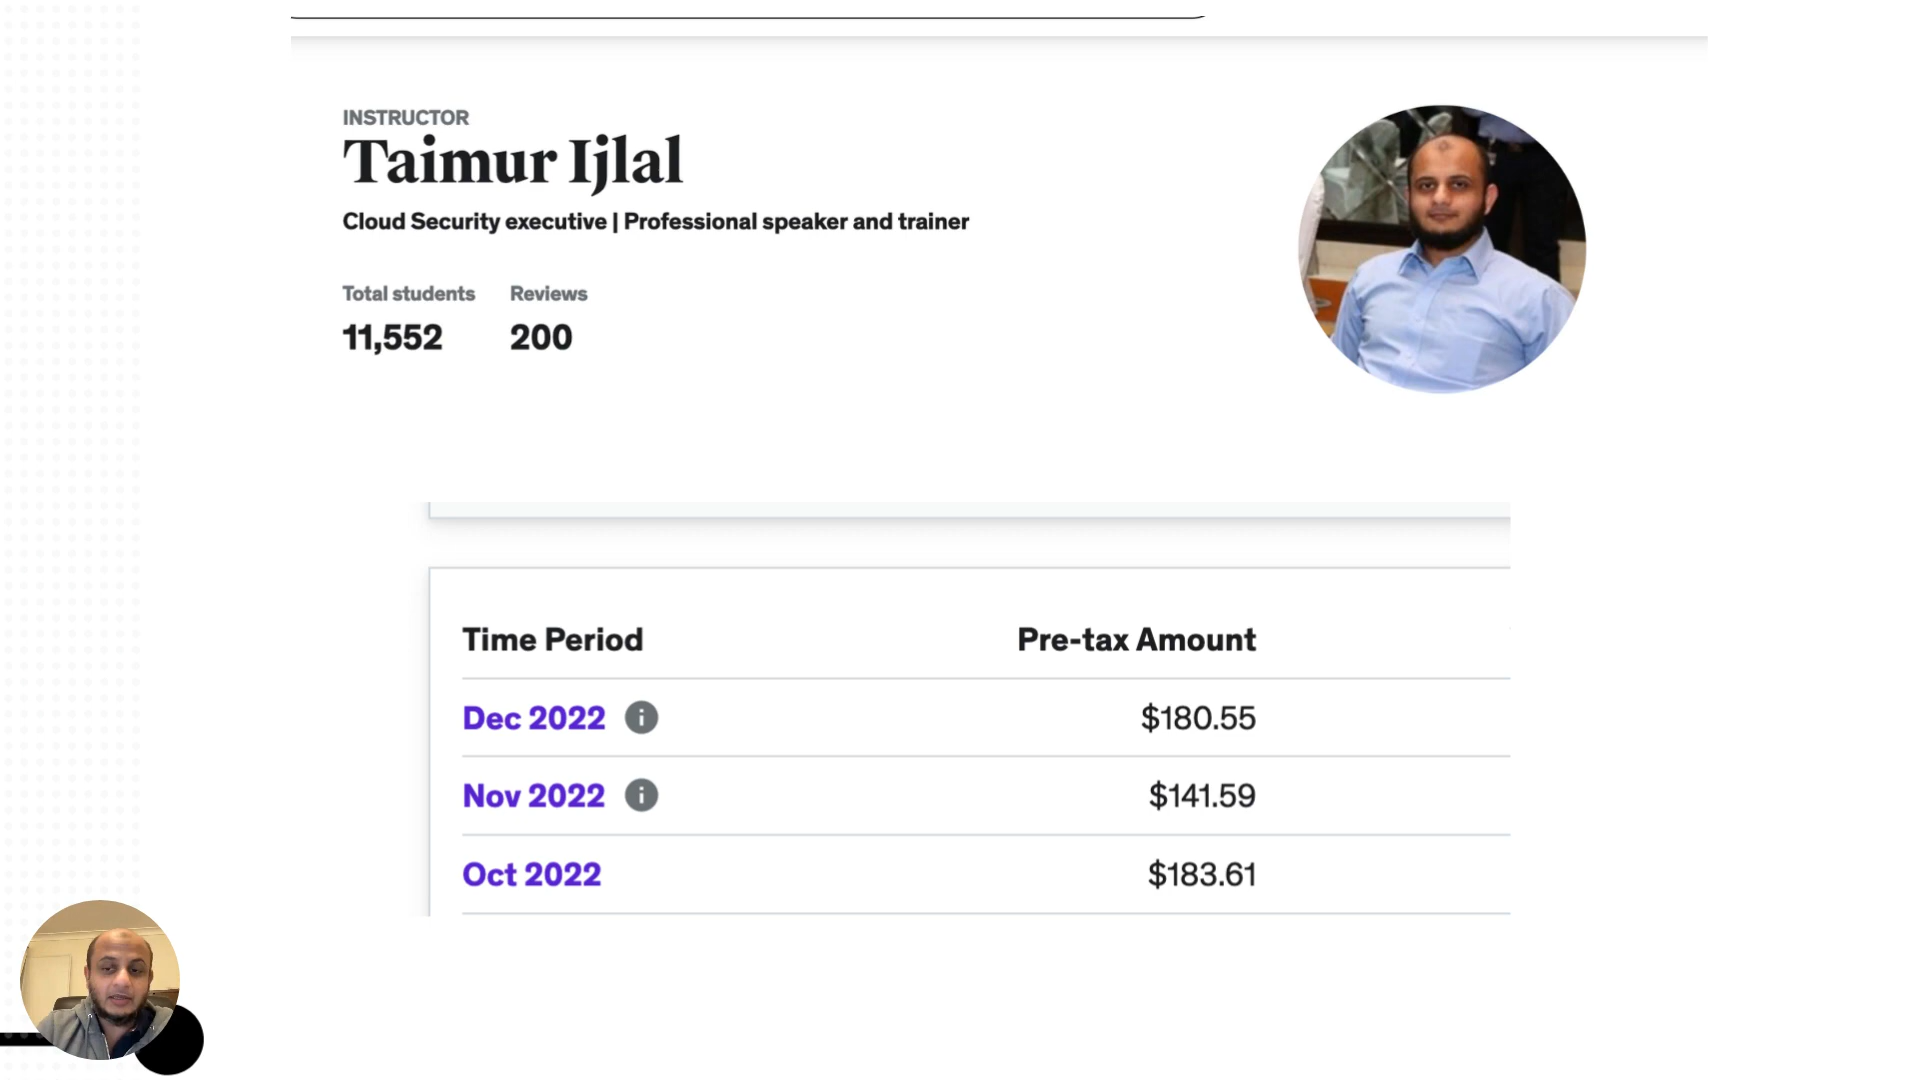 INSTRUCTOR
Taimur Ijlal
Cloud Security executive | Professional speaker and trainer
Total students Reviews
11,552 200
Time Period Pre-tax Amount
Dec 2022 $180.55
Nov 2022 $141.59
Oct 2022 $183.61